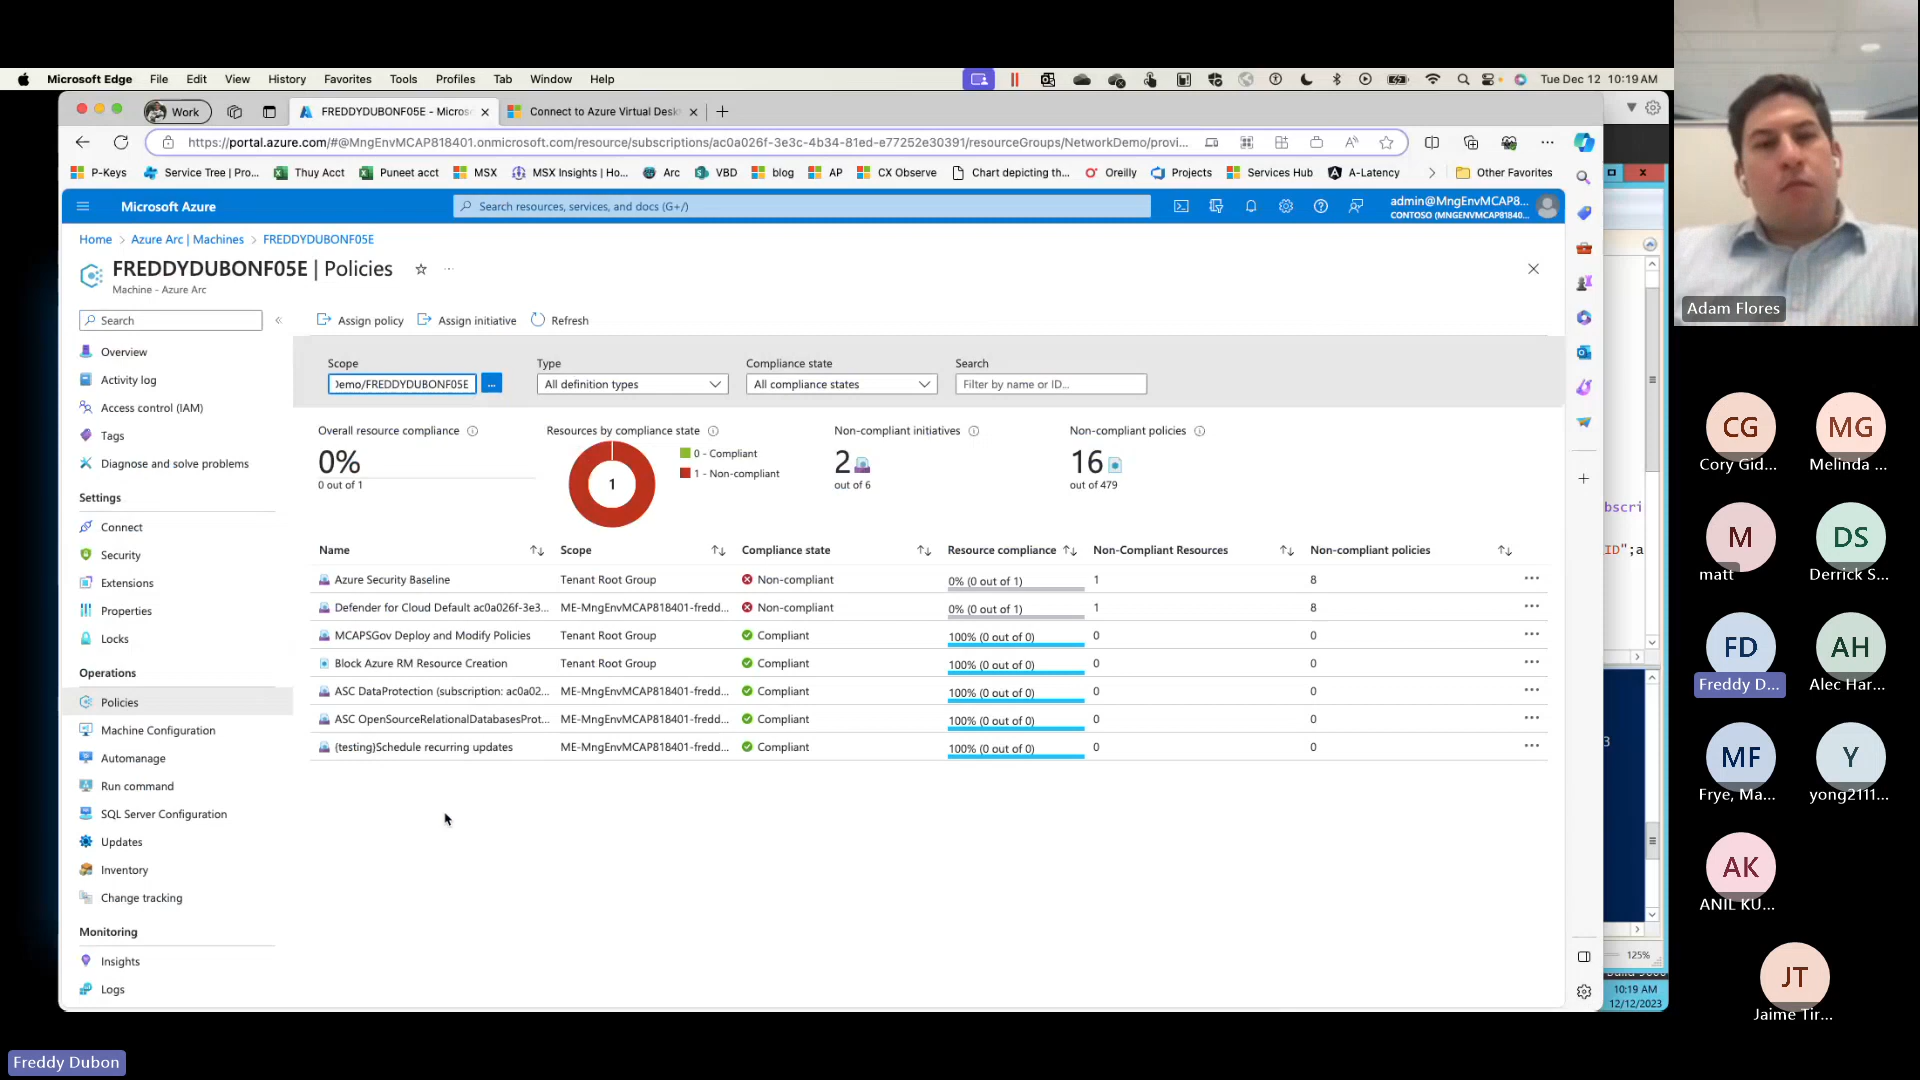 Microsoft Edge File Edit View History Favorites Tools Profiles Tab Window Help Tue Dec 12 10:19 AM
Work FREDDYDUBONF05E - Micros Connect to Azure Virtual Desk
https://portal.azure.com/#@MngEnvMCAP818401.onmicrosoft.com/resource/subscriptions/ac0a026f-3e3c-4b34-81ed-e77252e30391/resourceGroups/NetworkDemo/provi...
P-Keys Service Tree | Pro... Thuy Acct Puneet acct MSX MSX Insights | Ho... Arc VBD blog AP CX Observe Chart depicting th... Oreilly Projects Services Hub A-Latency Other Favorites
Microsoft Azure Search resources, services, and docs (G+/) admin@MngEnvMCAP8...
CONTOSO (MNGENVMCAP81840...
Home > Azure Arc | Machines > FREDDYDUBONF05E
FREDDYDUBONF05E | Policies
Machine - Azure Arc
Search
Overview
Activity log
Access control (IAM)
Tags
Diagnose and solve problems
Settings
Connect
Security
Extensions
Properties
Locks
Operations
Policies
Machine Configuration
Automanage
Run command
SQL Server Configuration
Updates
Inventory
Change tracking
Monitoring
Insights
Logs
Assign policy Assign initiative Refresh
Scope Type Compliance state Search
Demo/FREDDYDUBONF05E ... All definition types All compliance states Filter by name or ID...
Overall resource compliance Resources by compliance state Non-compliant initiatives Non-compliant policies
0% 1 0 - Compliant 2 16
0 out of 1 1 - Non-compliant out of 6 out of 479
Name Scope Compliance state Resource compliance Non-Compliant Resources Non-compliant policies
Azure Security Baseline Tenant Root Group Non-compliant 0% (0 out of 1) 1 8
Defender for Cloud Default ac0a026f-3e3... ME-MngEnvMCAP818401-fredd... Non-compliant 0% (0 out of 1) 1 8
MCAPSGov Deploy and Modify Policies Tenant Root Group Compliant 100% (0 out of 0) 0 0
Block Azure RM Resource Creation Tenant Root Group Compliant 100% (0 out of 0) 0 0
ASC DataProtection (subscription: ac0a02... ME-MngEnvMCAP818401-fredd... Compliant 100% (0 out of 0) 0 0
ASC OpenSourceRelationalDatabasesProt... ME-MngEnvMCAP818401-fredd... Compliant 100% (0 out of 0) 0 0
(testing)Schedule recurring updates ME-MngEnvMCAP818401-fredd... Compliant 100% (0 out of 0) 0 0
bscri
ID";a
3
125%
10:19 AM
12/12/2023
Adam Flores
CG MG
Cory Gid... Melinda ...
M DS
matt Derrick S...
FD AH
Freddy D... Alec Har...
MF Y
Frye, Ma... yong2111...
AK
ANIL KU...
JT
Jaime Tir...
Freddy Dubon